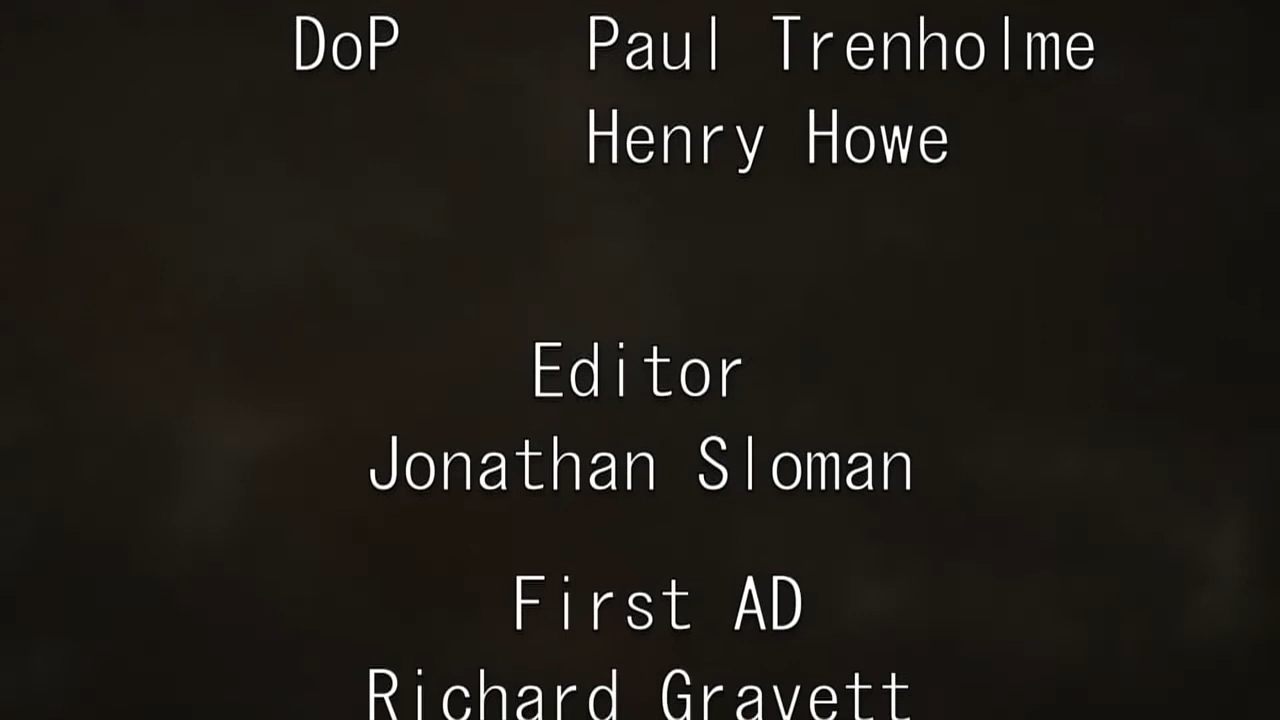 DoP Paul Trenholme
Henry Howe
Editor
Jonathan Sloman
First AD
Richard Gravett